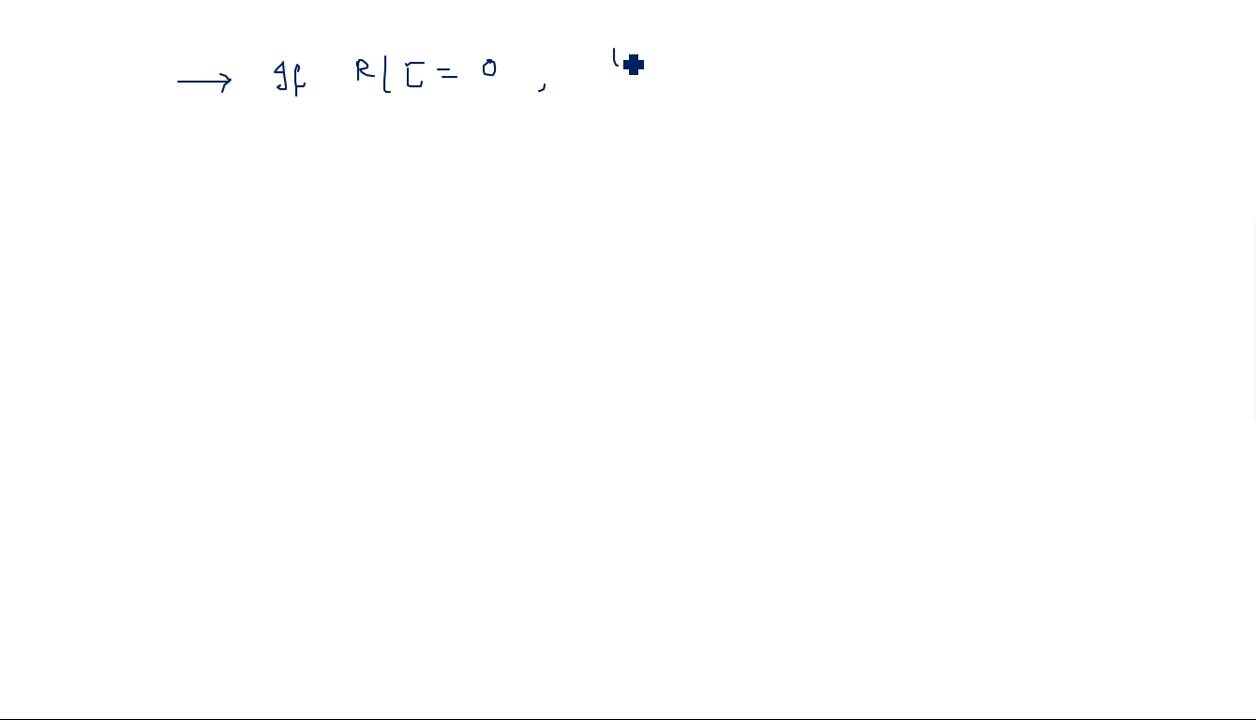 → If R/C = 0 ,